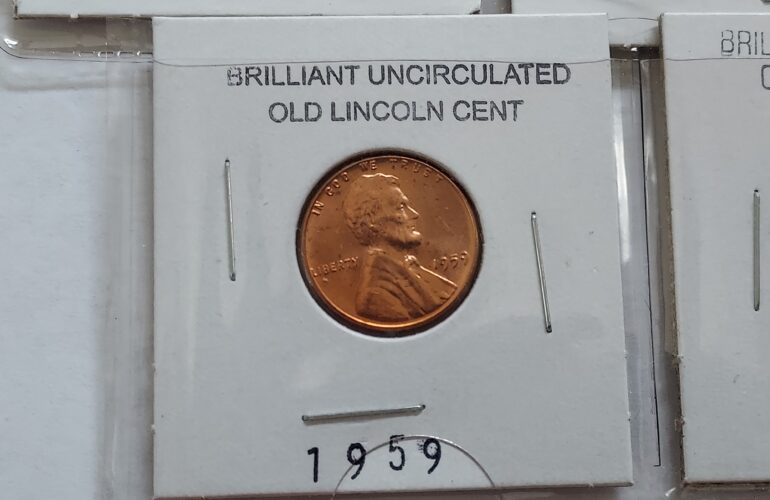 BRILLIANT UNCIRCULATED
OLD LINCOLN CENT
IN GOD WE TRUST
LIBERTY
1959
1959